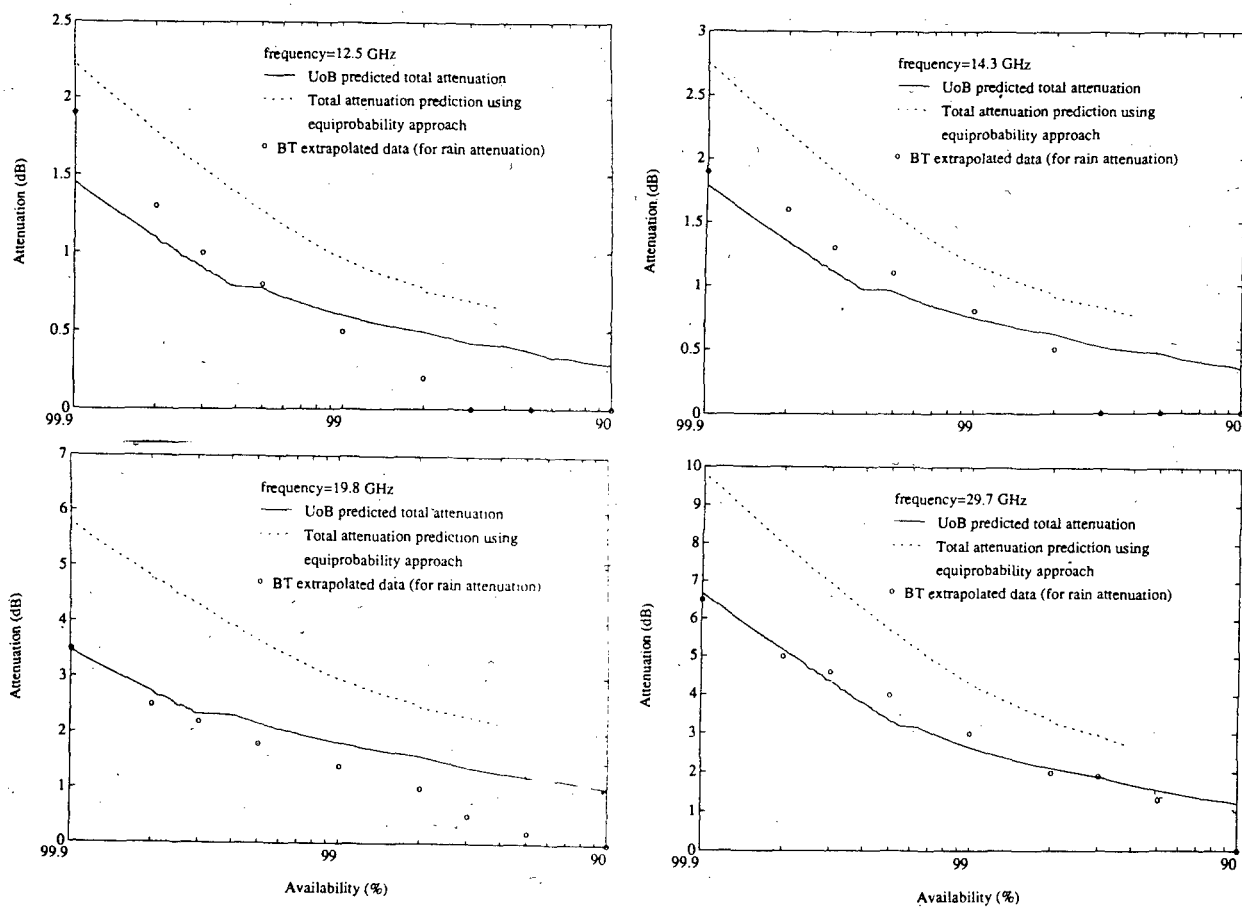 2.5
2
1.5
1
0.5
0
Attenuation (dB)
frequency=12.5 GHz
UoB predicted total attenuation
Total attenuation prediction using
equiprobability approach
BT extrapolated data (for rain attenuation)
99.9
99
90
3
2.5
2
1.5
1
0.5
0
Attenuation (dB)
frequency=14.3 GHz
UoB predicted total attenuation
Total attenuation prediction using
equiprobability approach
BT extrapolated data (for rain attenuation)
99.9
99
90
7
6
5
4
3
2
1
0
Attenuation (dB)
frequency=19.8 GHz
UoB predicted total attenuation
Total attenuation prediction using
equiprobability approach
BT extrapolated data (for rain attenuation)
99.9
99
90
Availability (%)
10
9
8
7
6
5
4
3
2
1
0
Attenuation (dB)
frequency=29.7 GHz
UoB predicted total attenuation
Total attenuation prediction using
equiprobability approach
BT extrapolated data (for rain attenuation)
99.9
99
90
Availability (%)